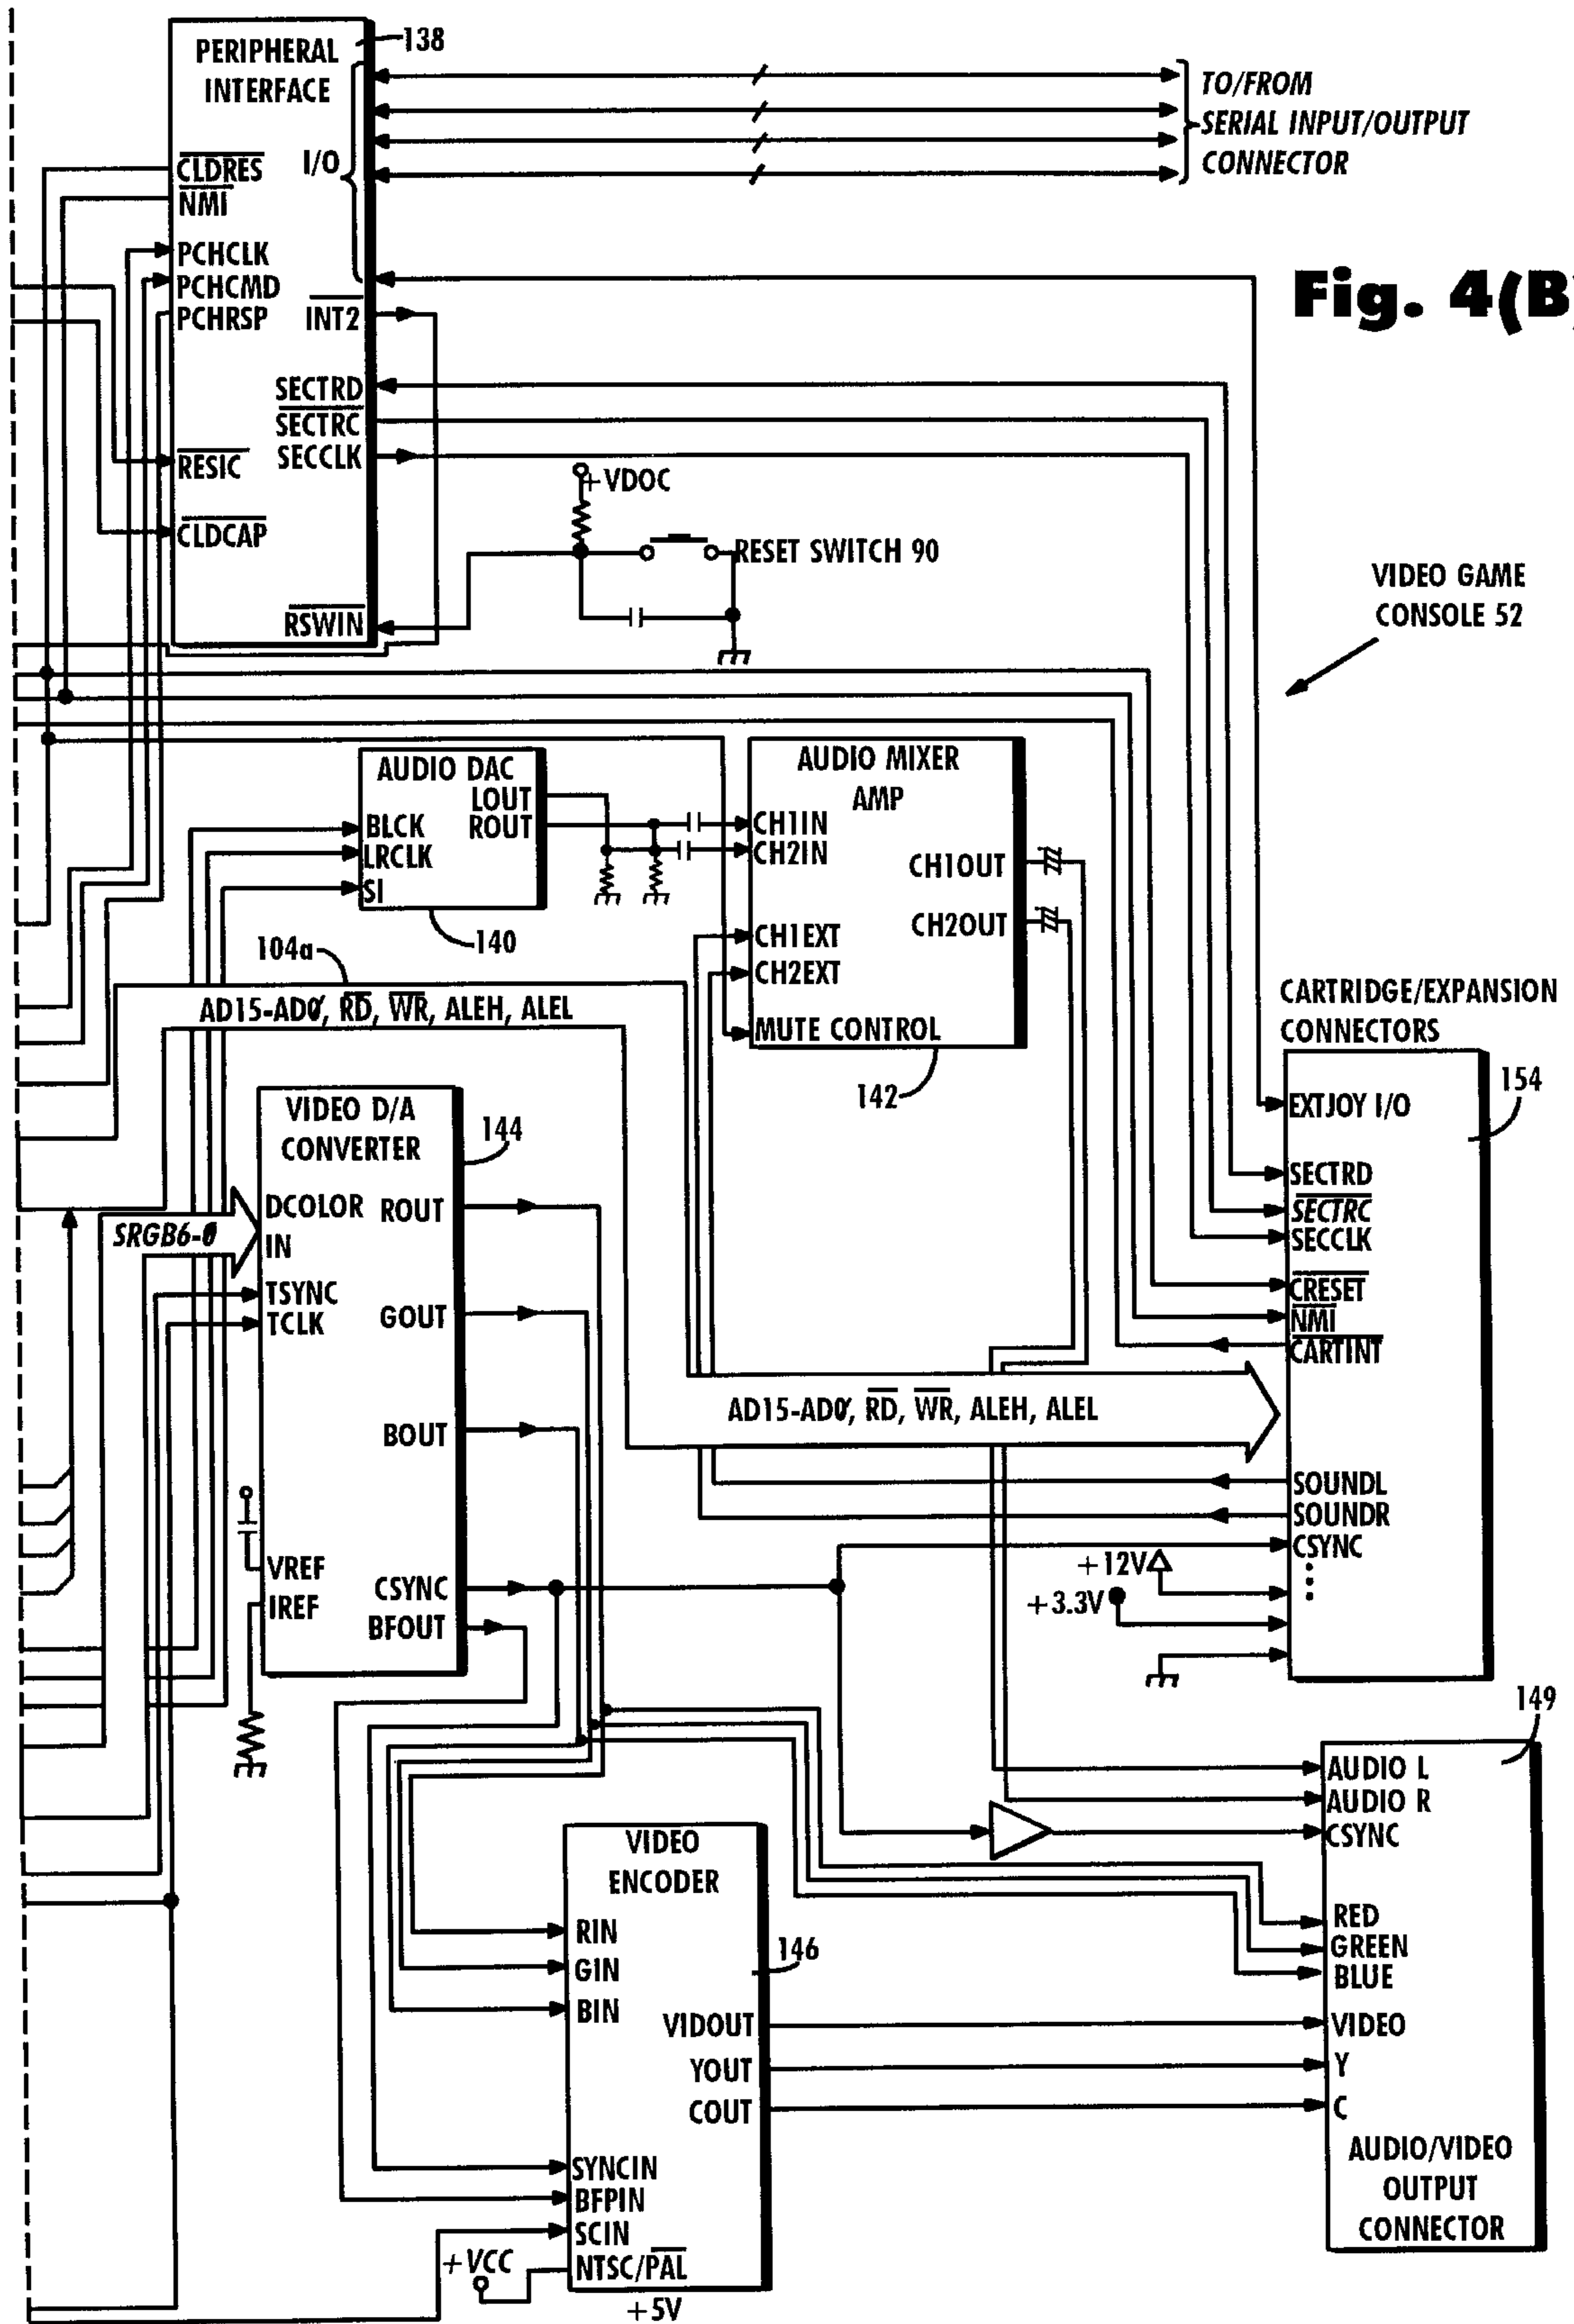 PERIPHERAL
INTERFACE
138
TO/FROM
SERIAL INPUT/OUTPUT
CONNECTOR
I/O
CLDRES
NMI
PCHCLK
PCHCMD
PCHRSP
INT2
Fig. 4(B)
SECTRD
SECTRC
SECCLK
RESIC
CLDCAP
RSWIN
+VDOC
RESET SWITCH 90
VIDEO GAME
CONSOLE 52
AUDIO DAC
LOUT
ROUT
BLCK
LRCLK
SI
140
AUDIO MIXER
AMP
CH1IN
CH2IN
CH1OUT
CH2OUT
CH1EXT
CH2EXT
MUTE CONTROL
142
104a
AD15-AD0, RD, WR, ALEH, ALEL
CARTRIDGE/EXPANSION
CONNECTORS
154
EXTJOY I/O
SECTRD
SECTRC
SECCLK
CRESET
NMI
CARTINT
AD15-AD0, RD, WR, ALEH, ALEL
SOUNDL
SOUNDR
CSYNC
+12V
+3.3V
VIDEO D/A
CONVERTER
144
DCOLOR
IN
SRGB6-0
TSYNC
TCLK
ROUT
GOUT
BOUT
VREF
IREF
CSYNC
BFOUT
149
AUDIO L
AUDIO R
CSYNC
RED
GREEN
BLUE
VIDEO
Y
C
AUDIO/VIDEO
OUTPUT
CONNECTOR
VIDEO
ENCODER
146
RIN
GIN
BIN
VIDOUT
YOUT
COUT
SYNCIN
BFPIN
SCIN
NTSC/PAL
+VCC
+5V